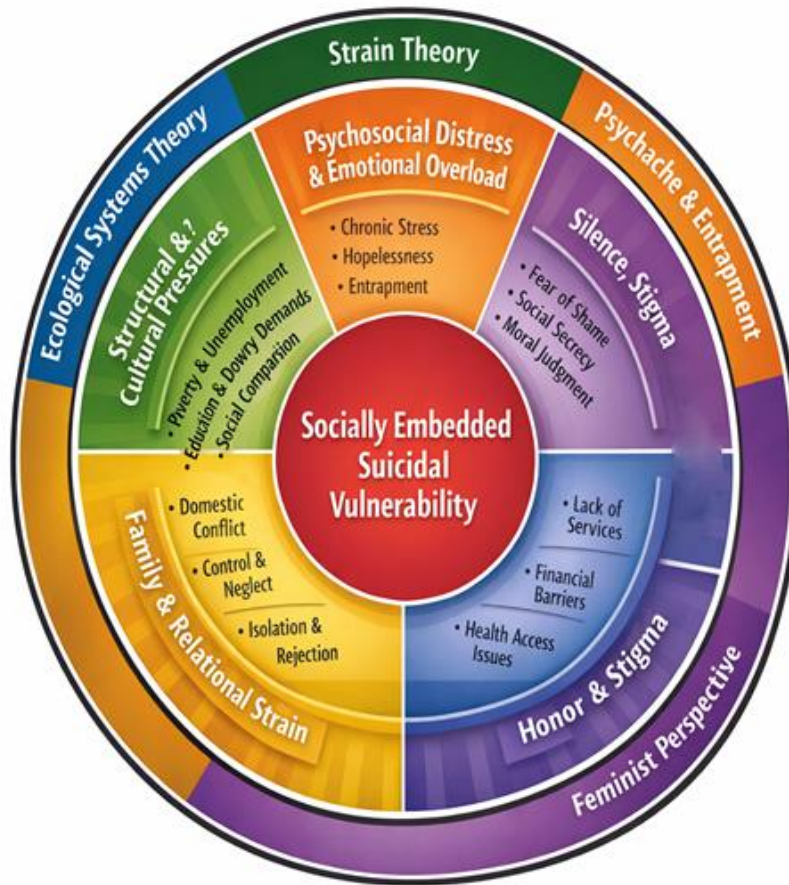 Strain Theory
Ecological Systems Theory
Psychache & Entrapment
Psychosocial Distress
& Emotional Overload
• Chronic Stress
• Hopelessness
• Entrapment
Structural &?
Cultural Pressures
• Piverty & Unemployment
• Education & Dowry Demands
• Social Comparsion
Silence, Stigma
• Fear of Shame
• Social Secrecy
• Moral Judgment
Socially Embedded
Suicidal
Vulnerability
• Domestic
Conflict
• Control &
Neglect
• Isolation &
Rejection
Family & Relational Strain
• Lack of
Services
• Financial
Barriers
• Health Access
Issues
Honor & Stigma
Feminist Perspective